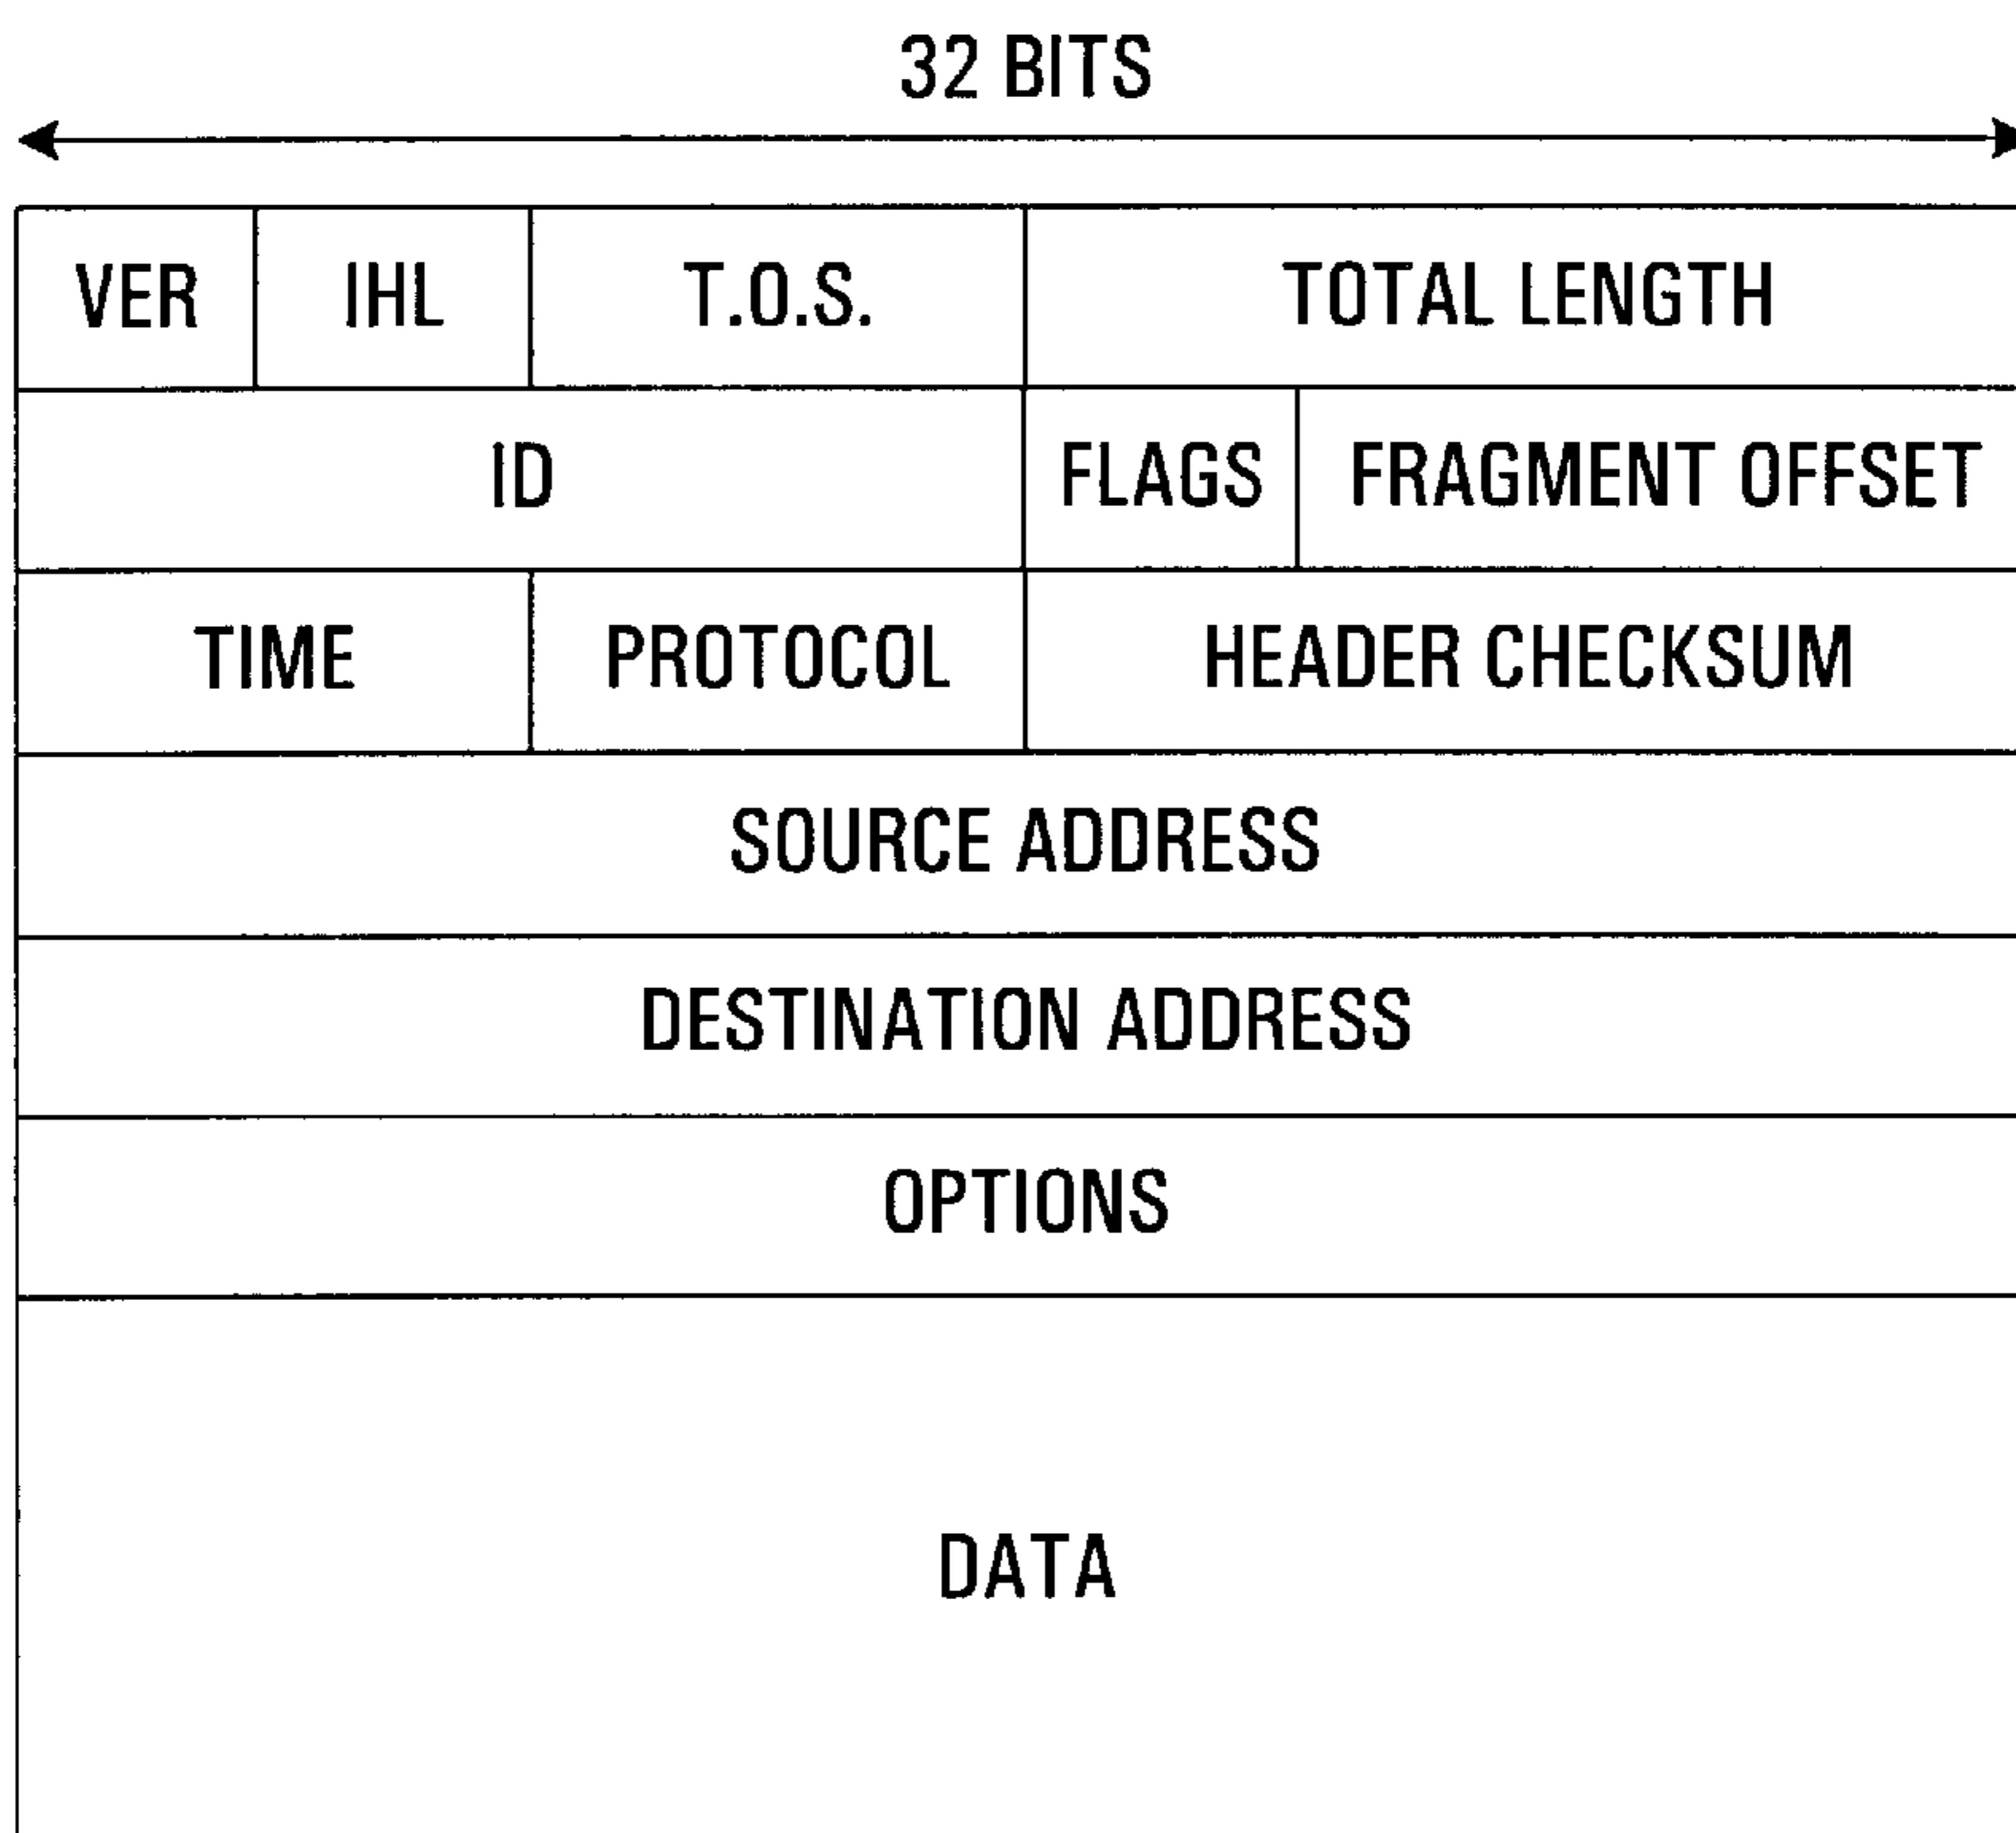 32 BITS
VER IHL T.O.S. TOTAL LENGTH
ID FLAGS FRAGMENT OFFSET
TIME PROTOCOL HEADER CHECKSUM
SOURCE ADDRESS
DESTINATION ADDRESS
OPTIONS
DATA